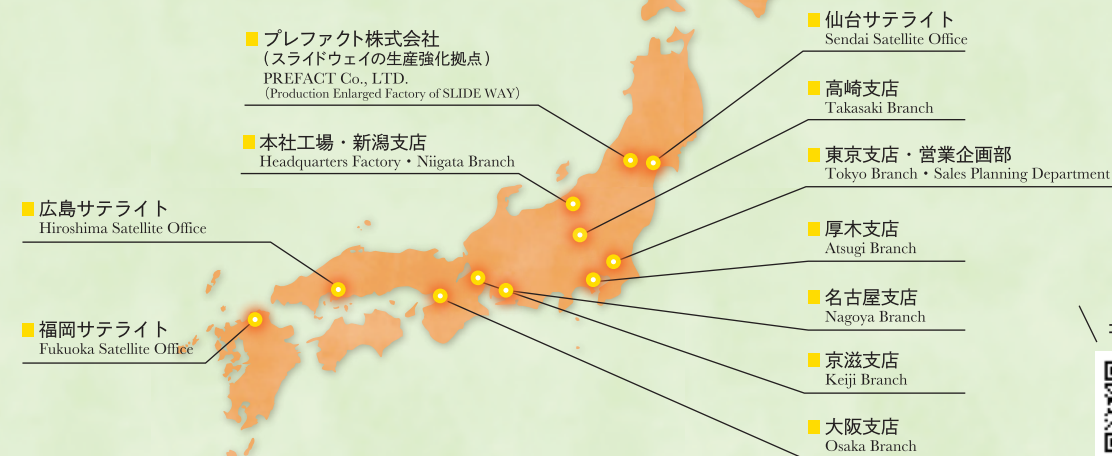 プレファクト株式会社
（スライドウェイの生産強化拠点）
PREFACT Co., LTD.
（Production Enlarged Factory of SLIDE WAY）
本社工場・新潟支店
Headquarters Factory・Niigata Branch
広島サテライト
Hiroshima Satellite Office
福岡サテライト
Fukuoka Satellite Office
仙台サテライト
Sendai Satellite Office
高崎支店
Takasaki Branch
東京支店・営業企画部
Tokyo Branch・Sales Planning Department
厚木支店
Atsugi Branch
名古屋支店
Nagoya Branch
京滋支店
Keiji Branch
大阪支店
Osaka Branch